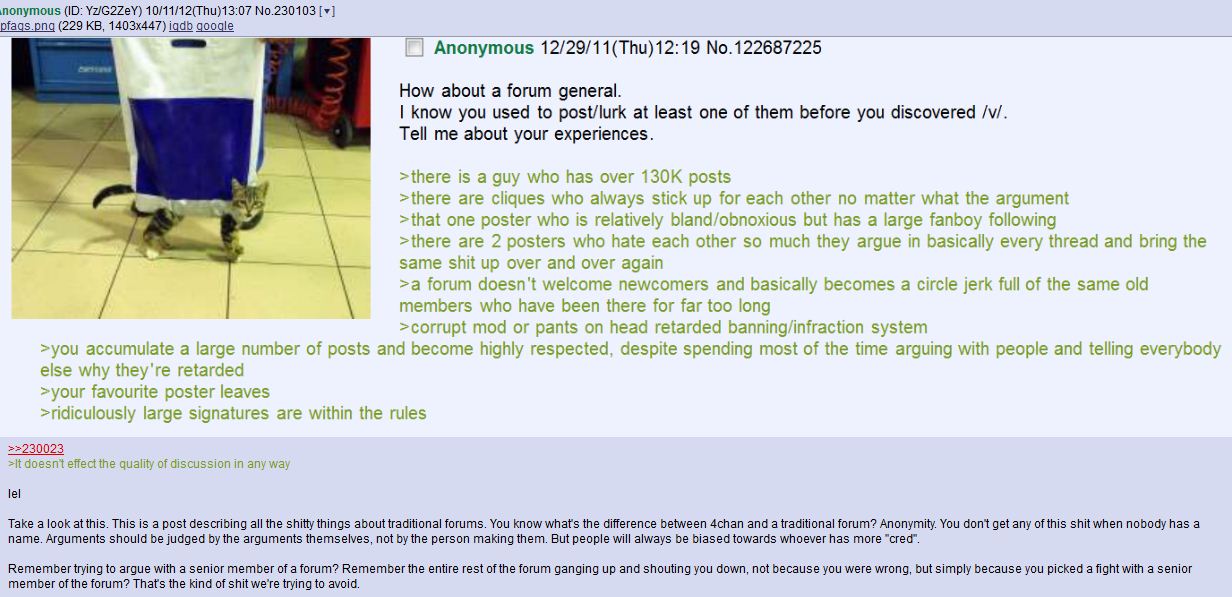 Anonymous (ID: Yz/G2ZeY) 10/11/12(Thu)13:07 No.230103 [▾]
pfaqs.png (229 KB, 1403x447) iqdb google
Anonymous 12/29/11(Thu)12:19 No.122687225
How about a forum general.
I know you used to post/lurk at least one of them before you discovered /v/.
Tell me about your experiences.
>there is a guy who has over 130K posts
>there are cliques who always stick up for each other no matter what the argument
>that one poster who is relatively bland/obnoxious but has a large fanboy following
>there are 2 posters who hate each other so much they argue in basically every thread and bring the
same shit up over and over again
>a forum doesn't welcome newcomers and basically becomes a circle jerk full of the same old
members who have been there for far too long
>corrupt mod or pants on head retarded banning/infraction system
>you accumulate a large number of posts and become highly respected, despite spending most of the time arguing with people and telling everybody
else why they're retarded
>your favourite poster leaves
>ridiculously large signatures are within the rules
>>230023
>It doesn't effect the quality of discussion in any way
lel
Take a look at this. This is a post describing all the shitty things about traditional forums. You know what's the difference between 4chan and a traditional forum? Anonymity. You don't get any of this shit when nobody has a
name. Arguments should be judged by the arguments themselves, not by the person making them. But people will always be biased towards whoever has more "cred".
Remember trying to argue with a senior member of a forum? Remember the entire rest of the forum ganging up and shouting you down, not because you were wrong, but simply because you picked a fight with a senior
member of the forum? That's the kind of shit we're trying to avoid.